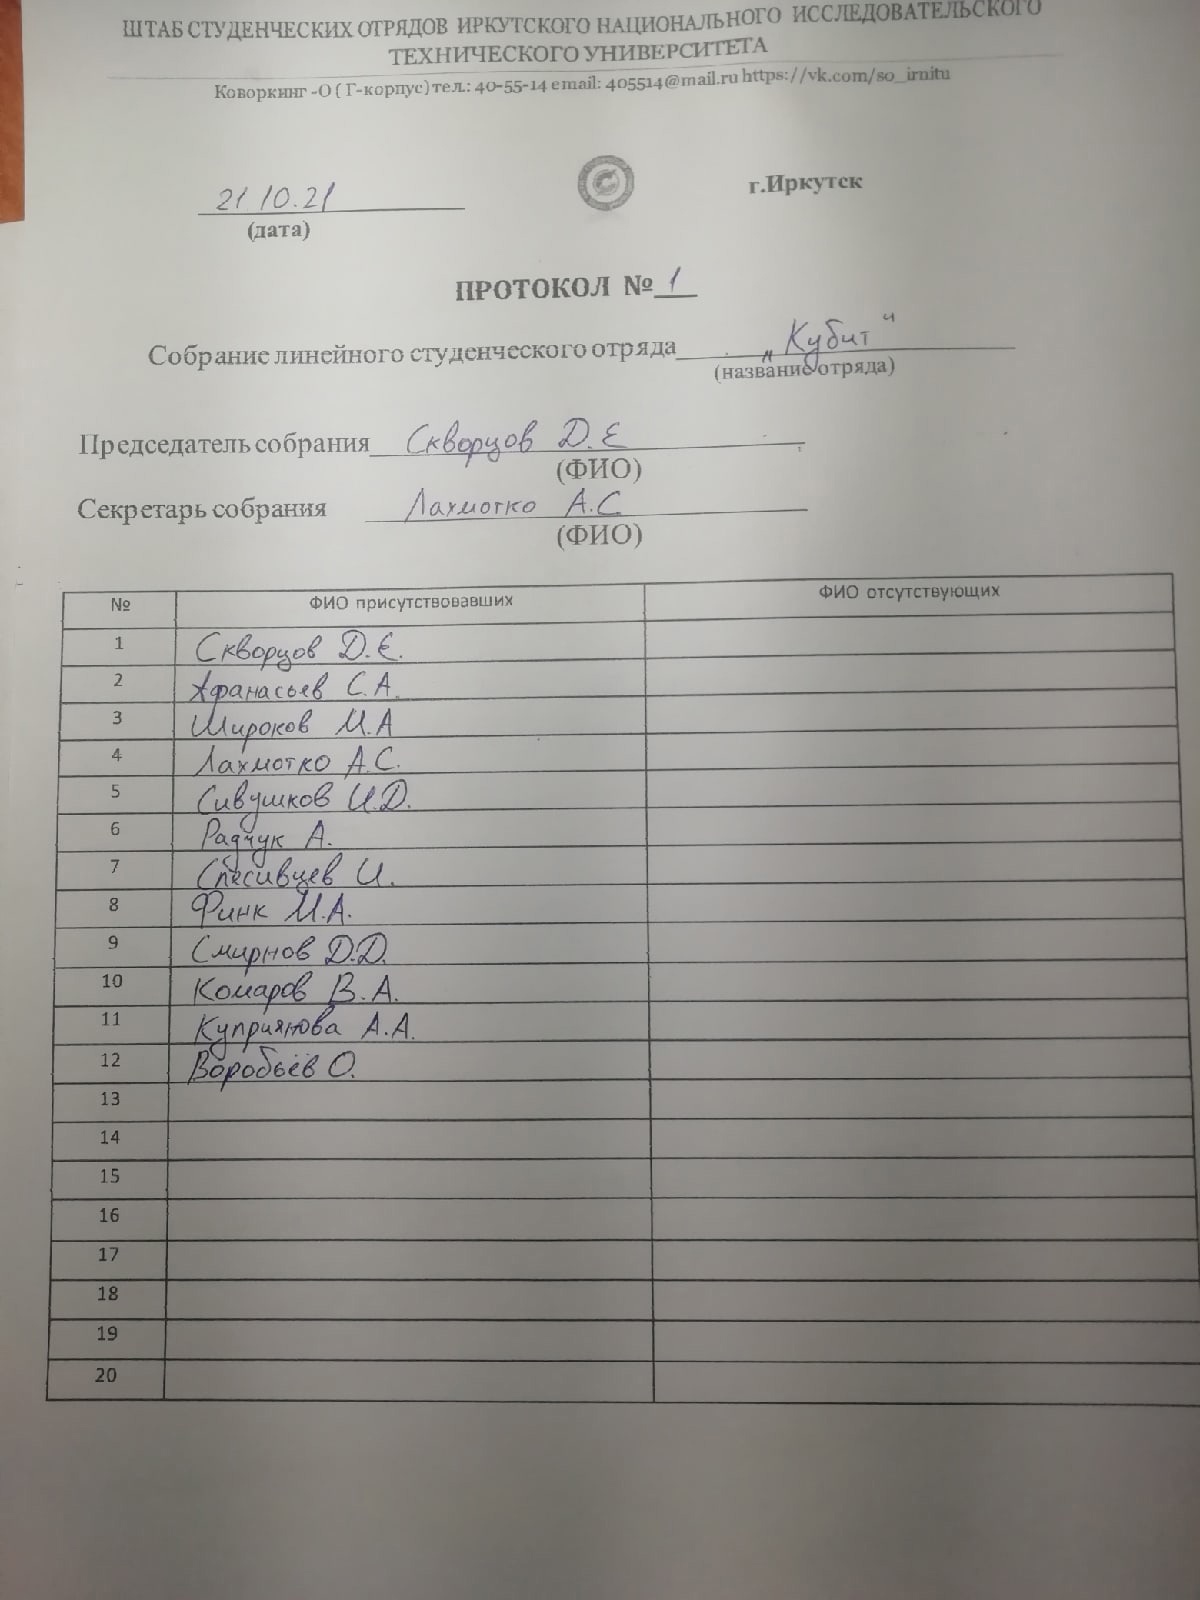 ШТАБ СТУДЕНЧЕСКИХ ОТРЯДОВ ИРКУТСКОГО НАЦИОНАЛЬНОГО ИССЛЕДОВАТЕЛЬСКОГО
ТЕХНИЧЕСКОГО УНИВЕРСИТЕТА
Коворкинг -О ( Г-корпус) тел.: 40-55-14 email: 405514@mail.ru https://vk.com/so_irnitu
21 10.21 г.Иркутск
(дата)
ПРОТОКОЛ № 1
Собрание линейного студенческого отряда „Кубит“
(название отряда)
Председатель собрания Скворцов Д.Е
(ФИО)
Секретарь собрания Лахмотко А.С.
(ФИО)
№ ФИО присутствовавших ФИО отсутствующих
1 Скворцов Д.Е.
2 Афанасьев С.А.
3 Широков М.А
4 Лахмотко А.С.
5 Сивушков И.Д.
6 Радчук А.
7 Спесивцев И.
8 Финк М.А.
9 Смирнов Д.Д.
10 Комаров В.А.
11 Куприянова А.А.
12 Воробьёв О.
13
14
15
16
17
18
19
20